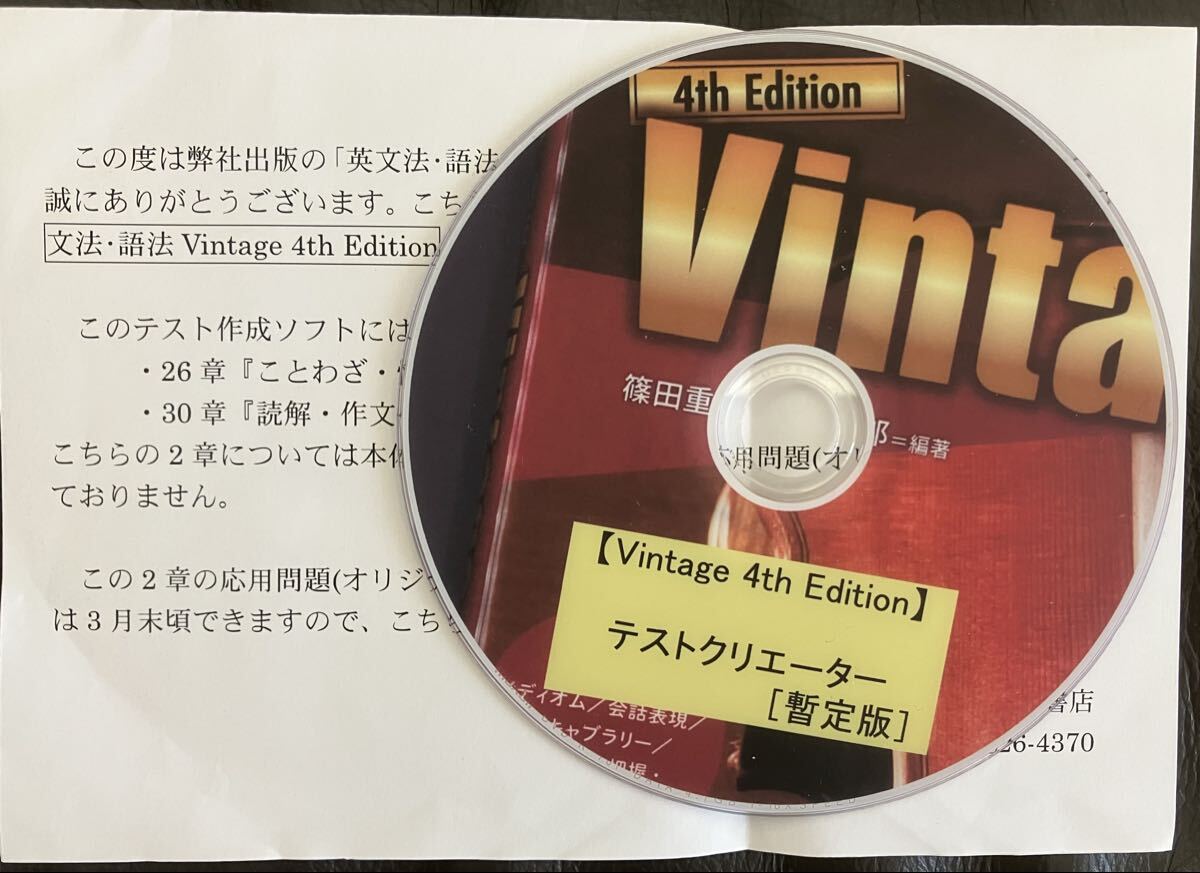 この度は弊社出版の「英文法・語法
誠にありがとうございます。こち
文法・語法 Vintage 4th Edition
このテスト作成ソフトには
・26 章『ことわざ・
・30 章『読解・作文
こちらの2章については本体
ておりません。
この2章の応用問題(オリジ
は3月末頃できますので、こち
書店
26-4370
4th Edition
Vinta
篠田重
郎=編著
応用問題(オリ
【Vintage 4th Edition】
テストクリエーター
[暫定版]
ディオム／会話表現／
キャブラリー／
把握・